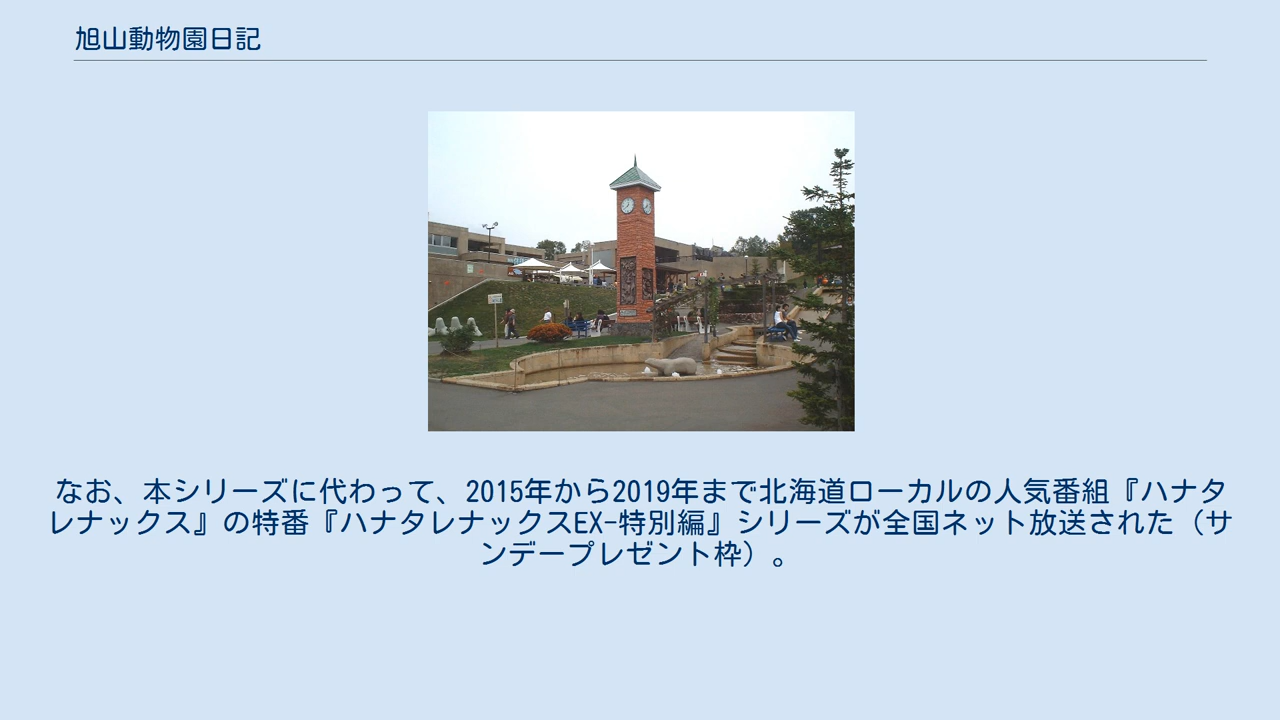 旭山動物園日記
なお、本シリーズに代わって、2015年から2019年まで北海道ローカルの人気番組『ハナタ
レナックス』の特番『ハナタレナックスEX-特別編』シリーズが全国ネット放送された（サ
ンデープレゼント枠）。